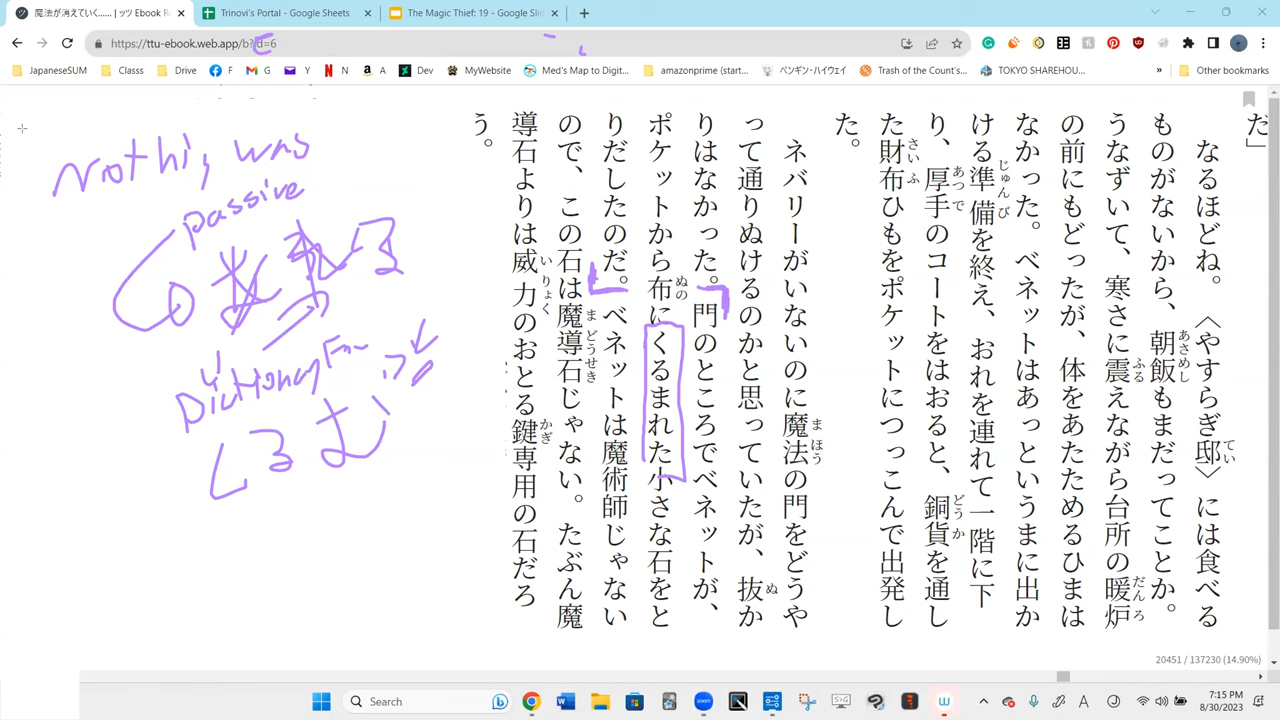 魔法が消えていく…… | ッツ Ebook R
Trinovi's Portal - Google Sheets
The Magic Thief: 19 - Google Slid
https://ttu-ebook.web.app/b?id=6
JapaneseSUM
Classs
Drive
F
G
Y
N
A
Dev
MyWebsite
Med's Map to Digit...
amazonprime (start...
ペンギン・ハイウェイ
Trash of the Count's...
TOKYO SHAREHOU...
»
Other bookmarks
だ」
なるほどね。〈やすらぎ邸〉には食べる
ものがないから、朝飯もまだってことか。
うなずいて、寒さに震えながら台所の暖炉
の前にもどったが、体をあたためるひまは
なかった。ベネットはあっというまに出か
ける準備を終え、おれを連れて一階に下
り、厚手のコートをはおると、銅貨を通し
た財布ひもをポケットにつっこんで出発し
た。
ネバリーがいないのに魔法の門をどうや
って通りぬけるのかと思っていたが、抜か
りはなかった。門のところでベネットが、
ポケットから布にくるまれた小さな石をと
りだしたのだ。ベネットは魔術師じゃない
ので、この石は魔導石じゃない。たぶん魔
導石よりは威力のおとる鍵専用の石だろ
う。
Nothi, was
passive
Dictionary
くるむ
20451 / 137230 (14.90%)
Search
7:15 PM
8/30/2023